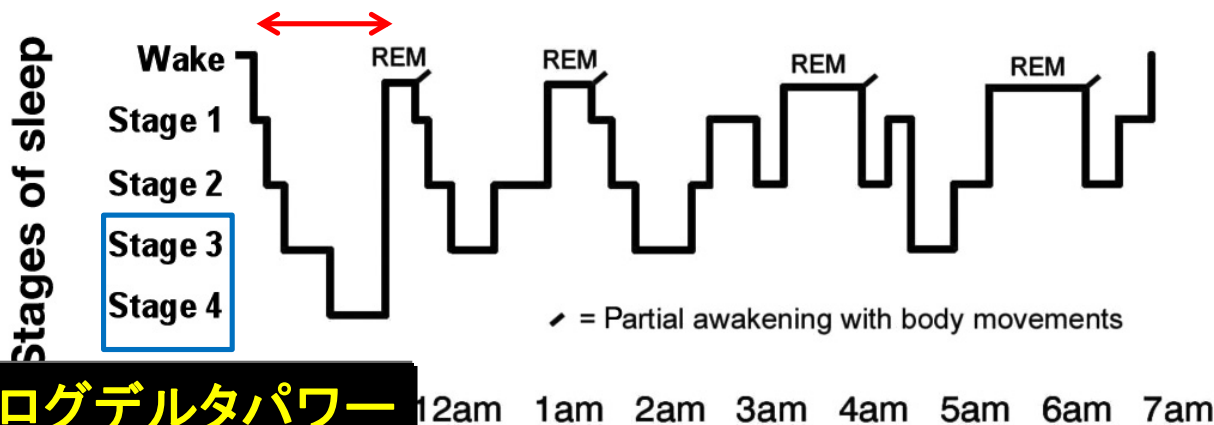 Stages of sleep
Wake
Stage 1
Stage 2
Stage 3
Stage 4
REM
REM
REM
REM
= Partial awakening with body movements
ログデルタパワー
12am 1am 2am 3am 4am 5am 6am 7am